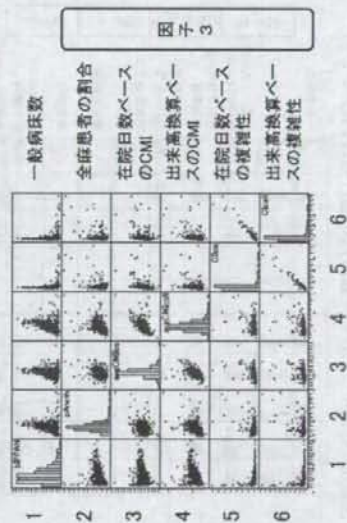 1
一般病床数
2
全麻患者の割合
3
在院日数ベース
のCMI
4
出来高換算ベー
スのCMI
5
在院日数ベース
の複雑性
6
出来高換算ベー
スの複雑性
1 2 3 4 5 6
因子3